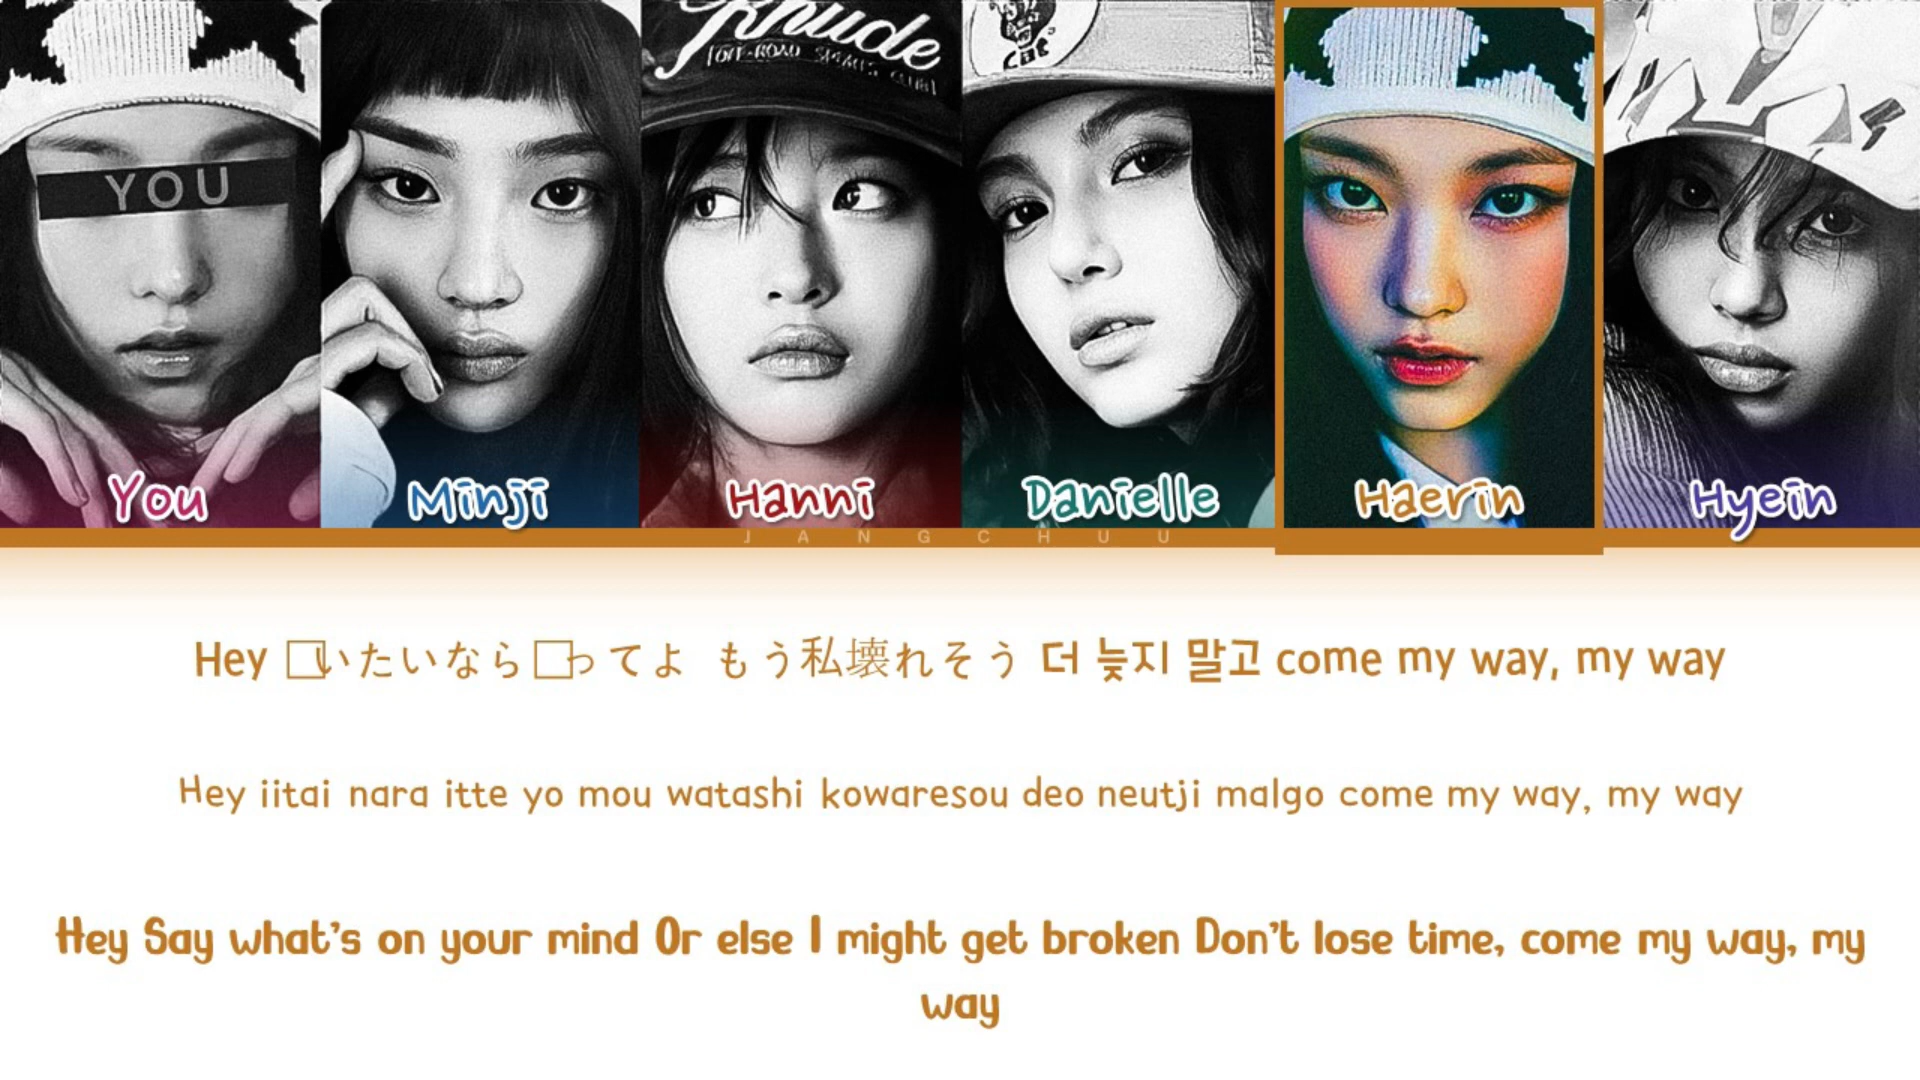 Rhude
OFF-ROAD SPORTS CLUB
Cat
YOU
You
Minji
Hanni
Danielle
Haerin
Hyein
JANGCHUU
Hey □いたいなら□ってよ もう私壊れそう 더 늦지 말고 come my way, my way
Hey iitai nara itte yo mou watashi kowaresou deo neutji malgo come my way, my way
Hey Say what's on your mind Or else I might get broken Don't lose time, come my way, my
way